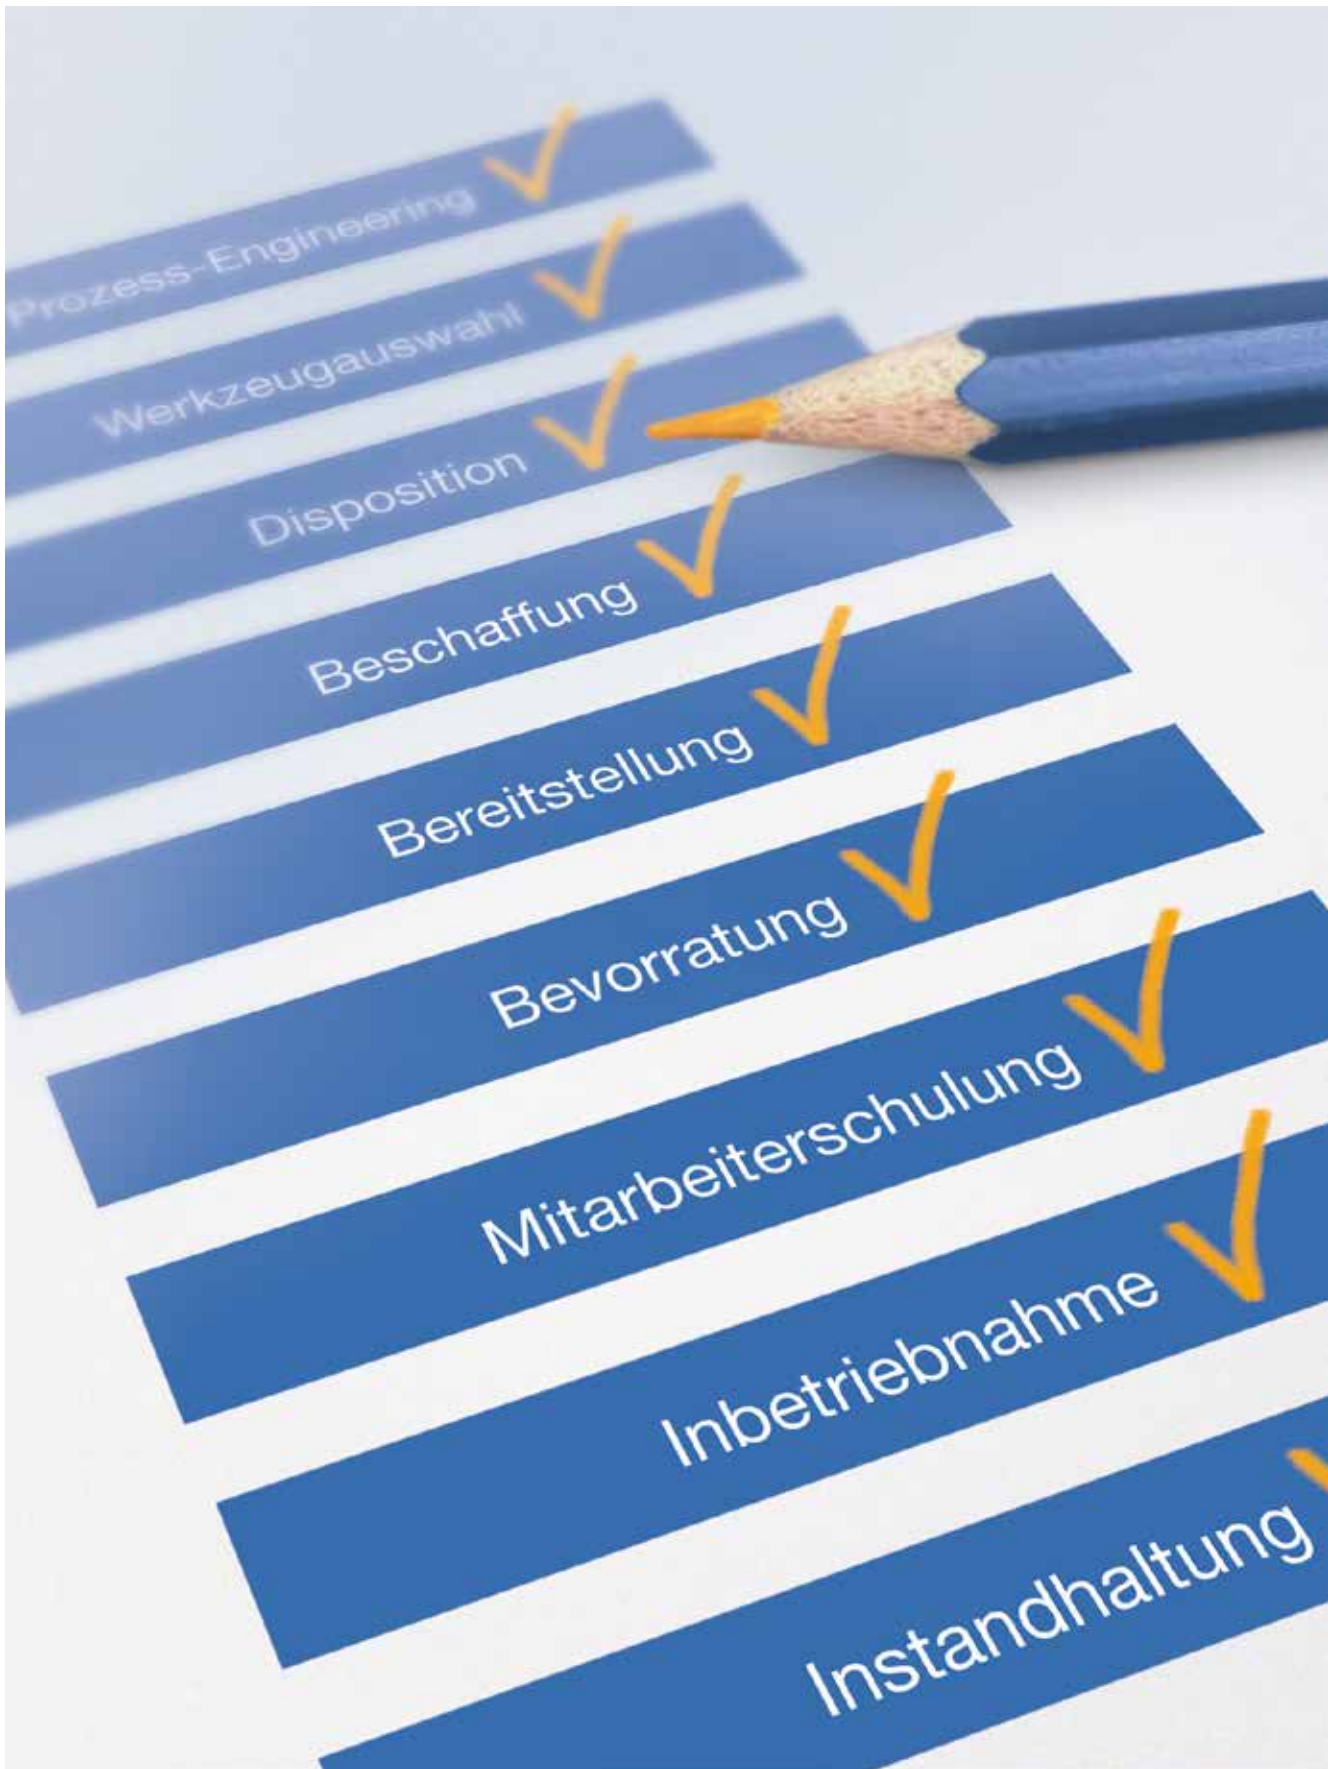 Prozess-Engineering
Werkzeugauswahl
Disposition
Beschaffung
Bereitstellung
Bevorratung
Mitarbeiterschulung
Inbetriebnahme
Instandhaltung